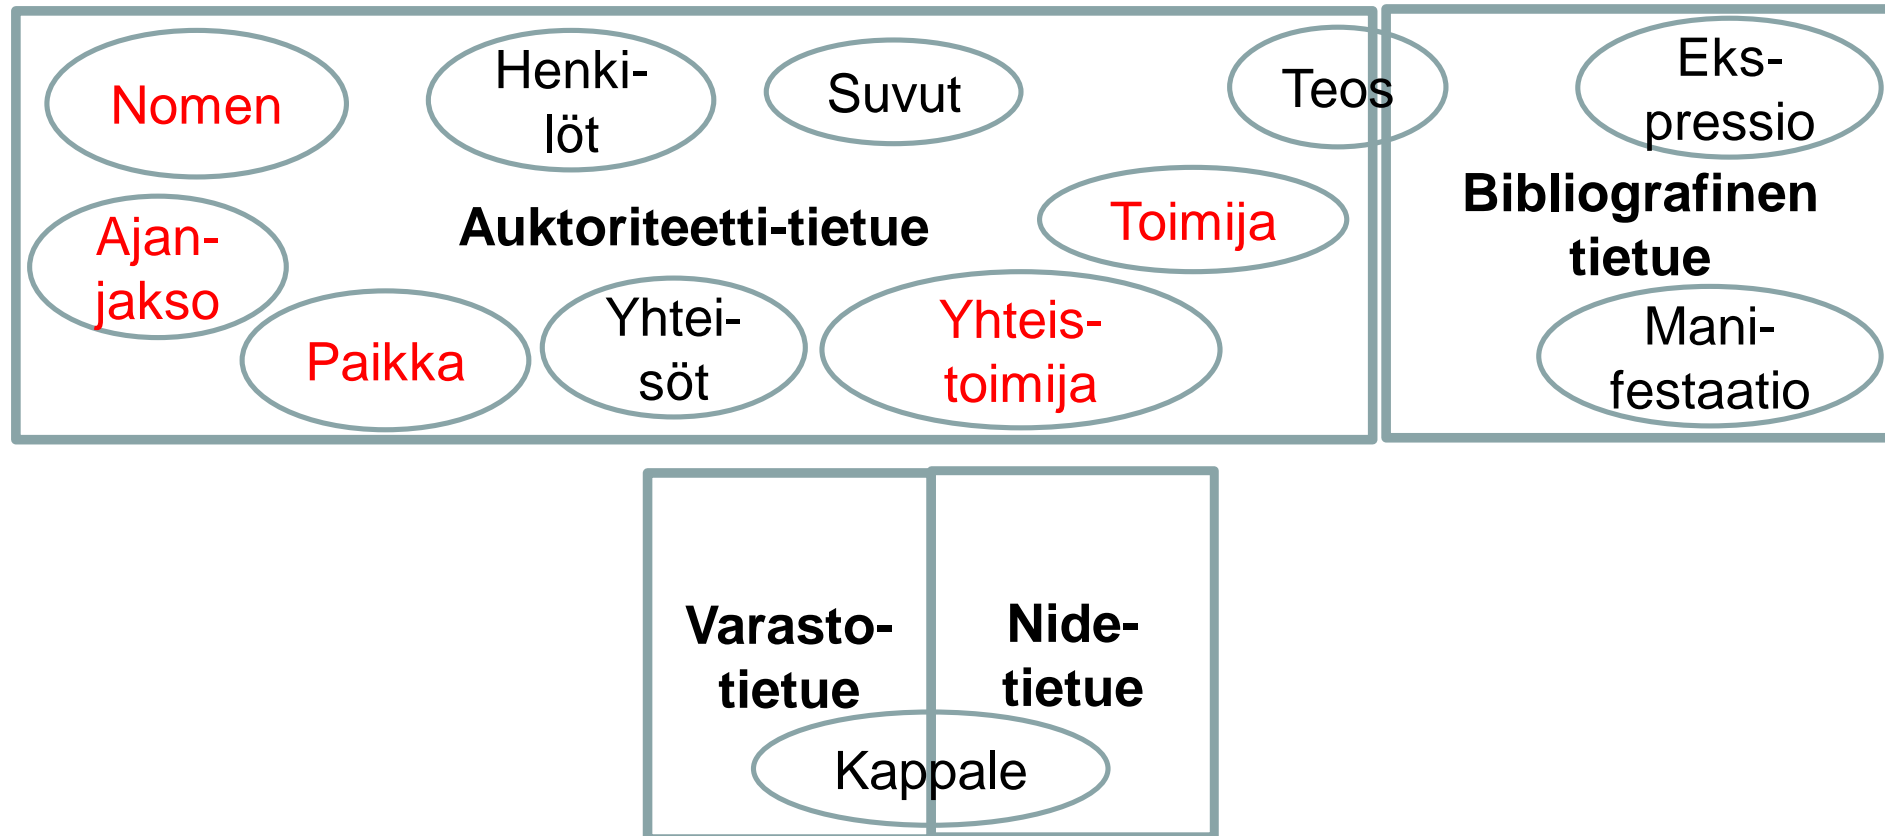 Nomen
Henki-
löt
Suvut
Teos
Eks-
pressio
Ajan-
jakso
Auktoriteetti-tietue
Toimija
Bibliografinen
tietue
Paikka
Yhtei-
söt
Yhteis-
toimija
Mani-
festaatio
Varasto-
tietue
Nide-
tietue
Kappale